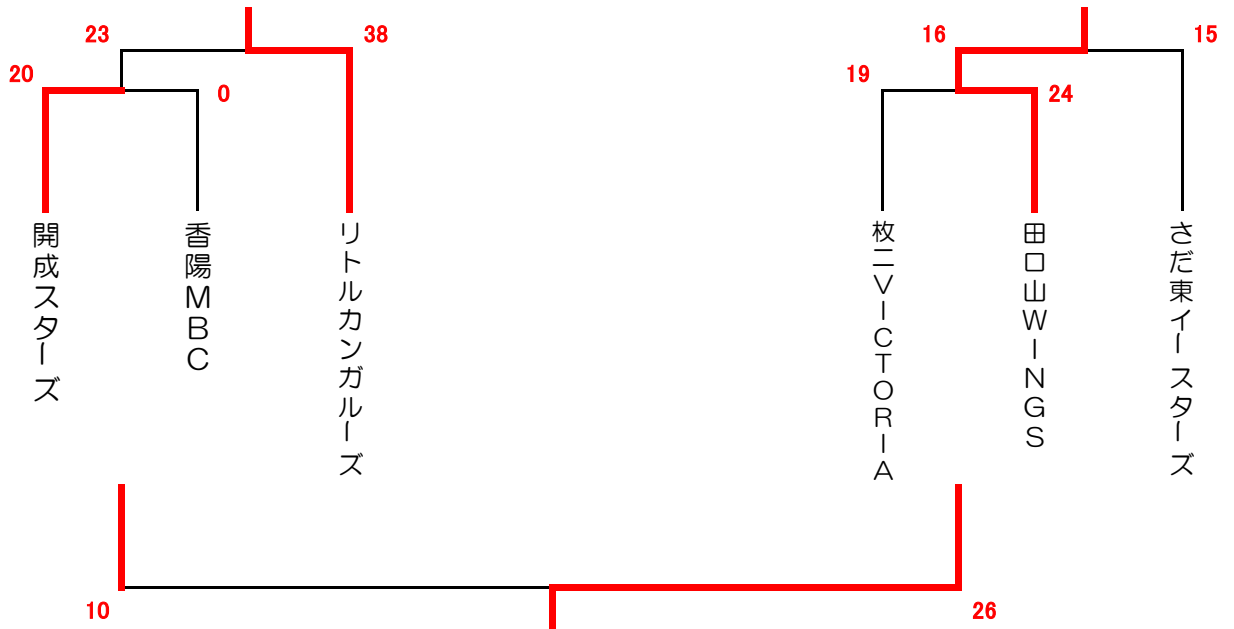 23
38
16
15
20
0
19
24
開成スターズ
香陽MBC
リトルカンガルーズ
枚二VICTORIA
田口山WINGS
さだ東イースターズ
10
26